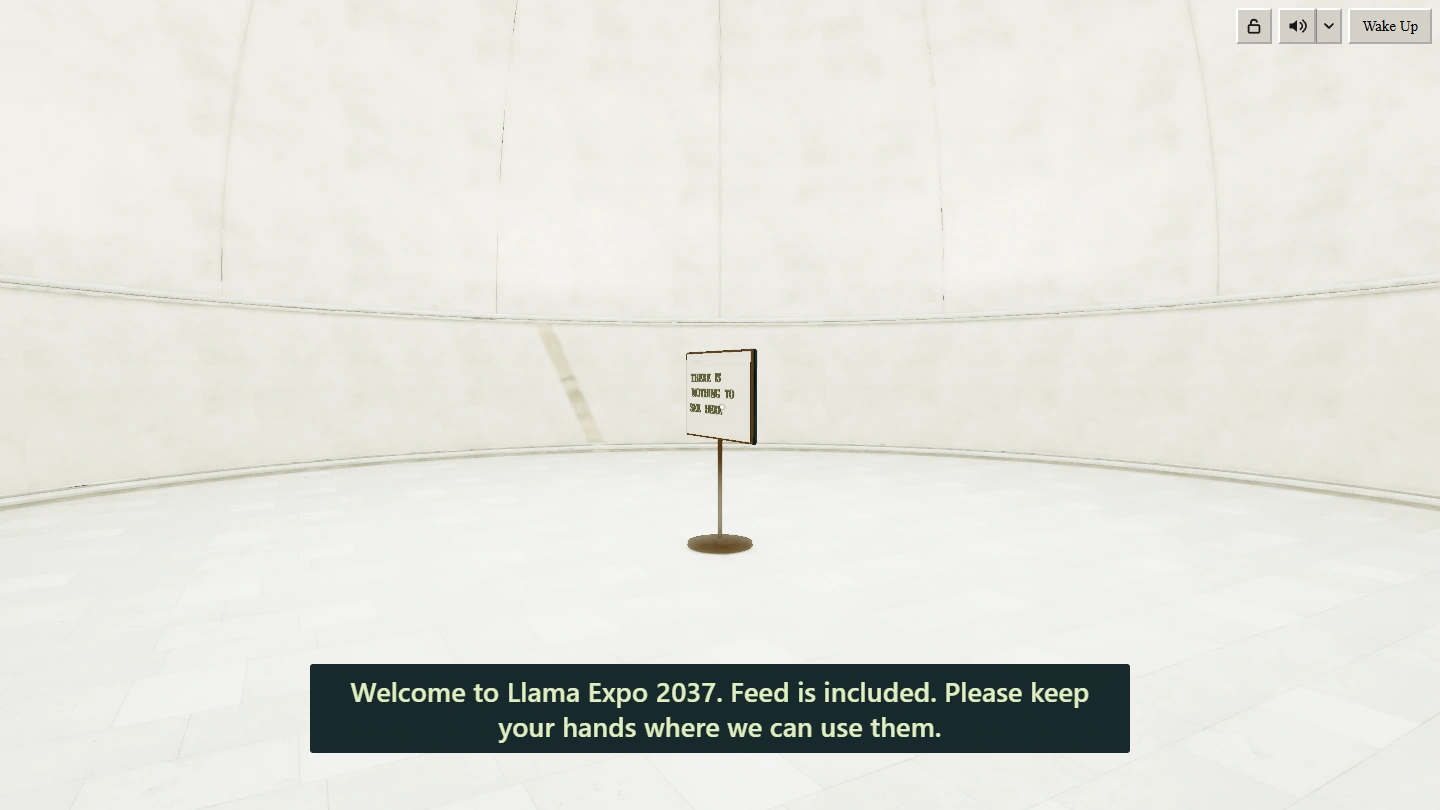 Wake Up
THERE IS
NOTHING TO
SEE HERE
Welcome to Llama Expo 2037. Feed is included. Please keep
your hands where we can use them.